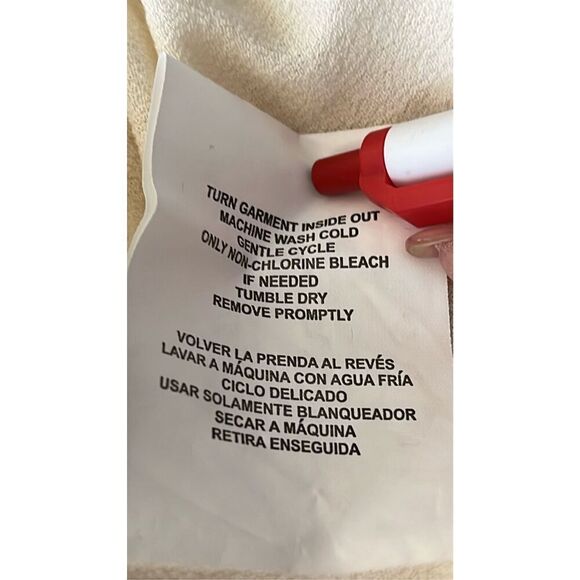 TURN GARMENT INSIDE OUT
MACHINE WASH COLD
GENTLE CYCLE
ONLY NON-CHLORINE BLEACH
IF NEEDED
TUMBLE DRY
REMOVE PROMPTLY
VOLVER LA PRENDA AL REVÉS
LAVAR A MÁQUINA CON AGUA FRÍA
CICLO DELICADO
USAR SOLAMENTE BLANQUEADOR
SECAR A MÁQUINA
RETIRA ENSEGUIDA